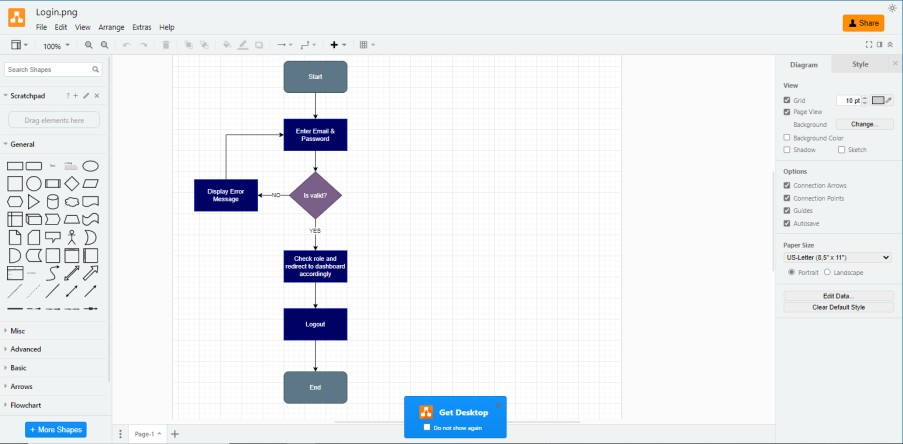 Login.png
File Edit View Arrange Extras Help
Share
100%
Search Shapes
Scratchpad
? + ×
Drag elements here
General
Misc
Advanced
Basic
Arrows
Flowchart
+ More Shapes
Start
Enter Email &
Password
Is valid?
NO
Display Error
Message
YES
Check role and
redirect to dashboard
accordingly
Logout
End
Page-1
Get Desktop
Do not show again
Diagram Style
View
Grid 10 pt
Page View
Background Change...
Background Color
Shadow Sketch
Options
Connection Arrows
Connection Points
Guides
Autosave
Paper Size
US-Letter (8,5" x 11")
Portrait Landscape
Edit Data...
Clear Default Style